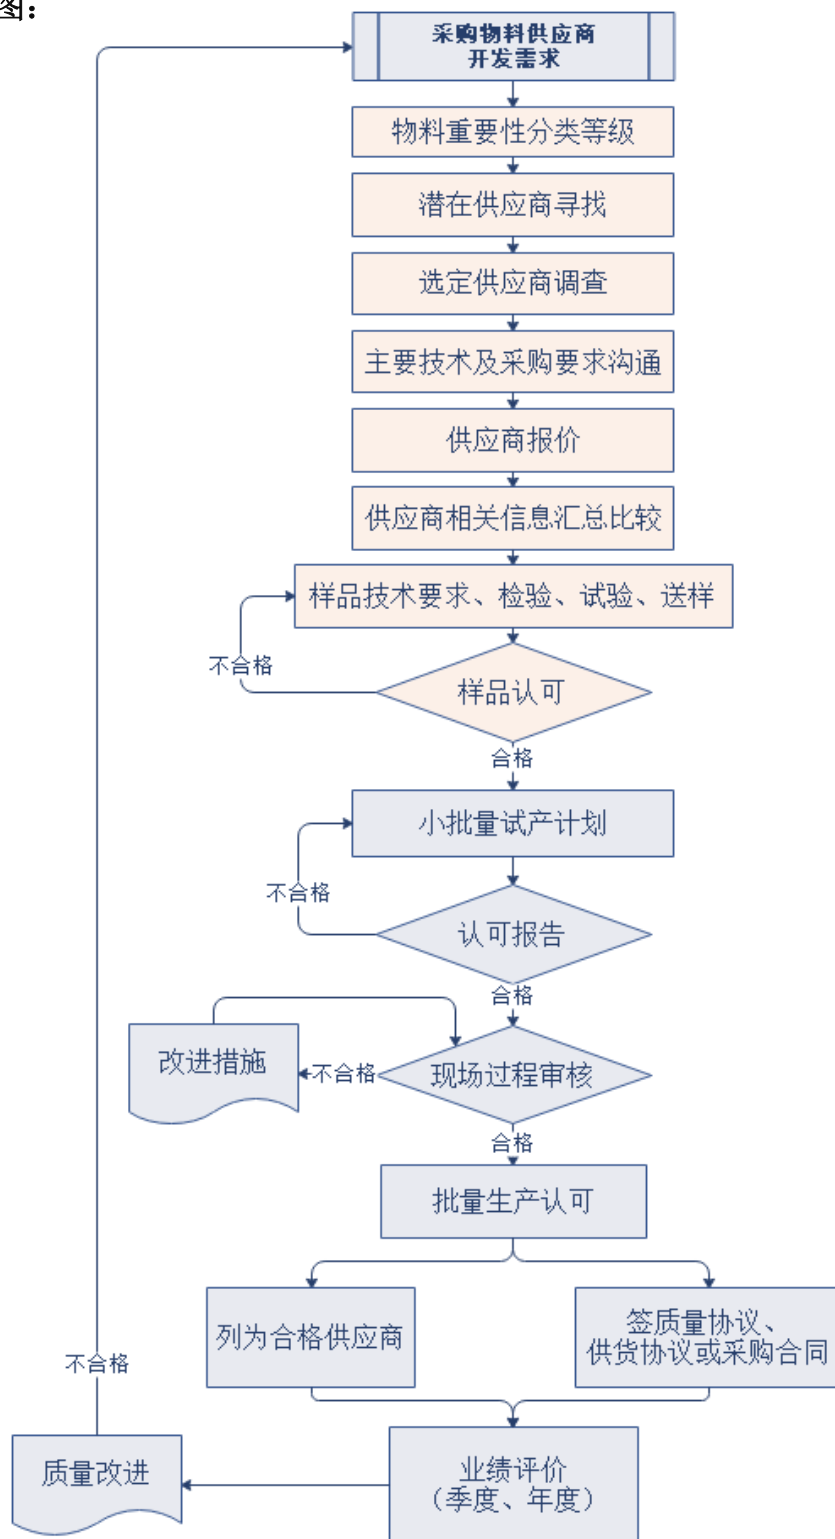 图：
采购物料供应商
开发需求
物料重要性分类等级
潜在供应商寻找
选定供应商调查
主要技术及采购要求沟通
供应商报价
供应商相关信息汇总比较
样品技术要求、检验、试验、送样
不合格
样品认可
合格
小批量试产计划
不合格
认可报告
合格
改进措施
不合格
现场过程审核
合格
批量生产认可
列为合格供应商
签质量协议、
供货协议或采购合同
不合格
质量改进
业绩评价
（季度、年度）